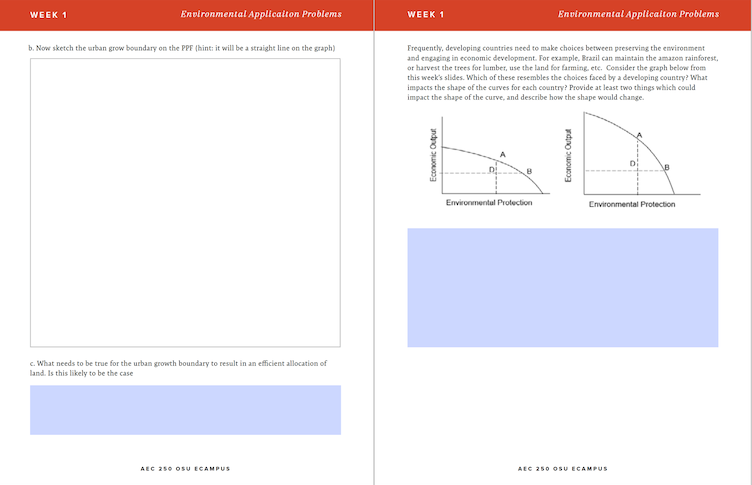 WEEK 1
Environmental Applicaiton Problems
b. Now sketch the urban grow boundary on the PPF (hint: it will be a straight line on the graph)
c. What needs to be true for the urban growth boundary to result in an efficient allocation of
land. Is this likely to be the case
AEC 250 OSU ECAMPUS
WEEK 1
Environmental Applicaiton Problems
Frequently, developing countries need to make choices between preserving the environment
and engaging in economic development. For example, Brazil can maintain the amazon rainforest,
or harvest the trees for lumber, use the land for farming, etc. Consider the graph below from
this week's slides. Which of these resembles the choices faced by a developing country? What
impacts the shape of the curves for each country? Provide at least two things which could
impact the shape of the curve, and describe how the shape would change.
Economic Output
A
D
B
Environmental Protection
Economic Output
A
D
B
Environmental Protection
AEC 250 OSU ECAMPUS